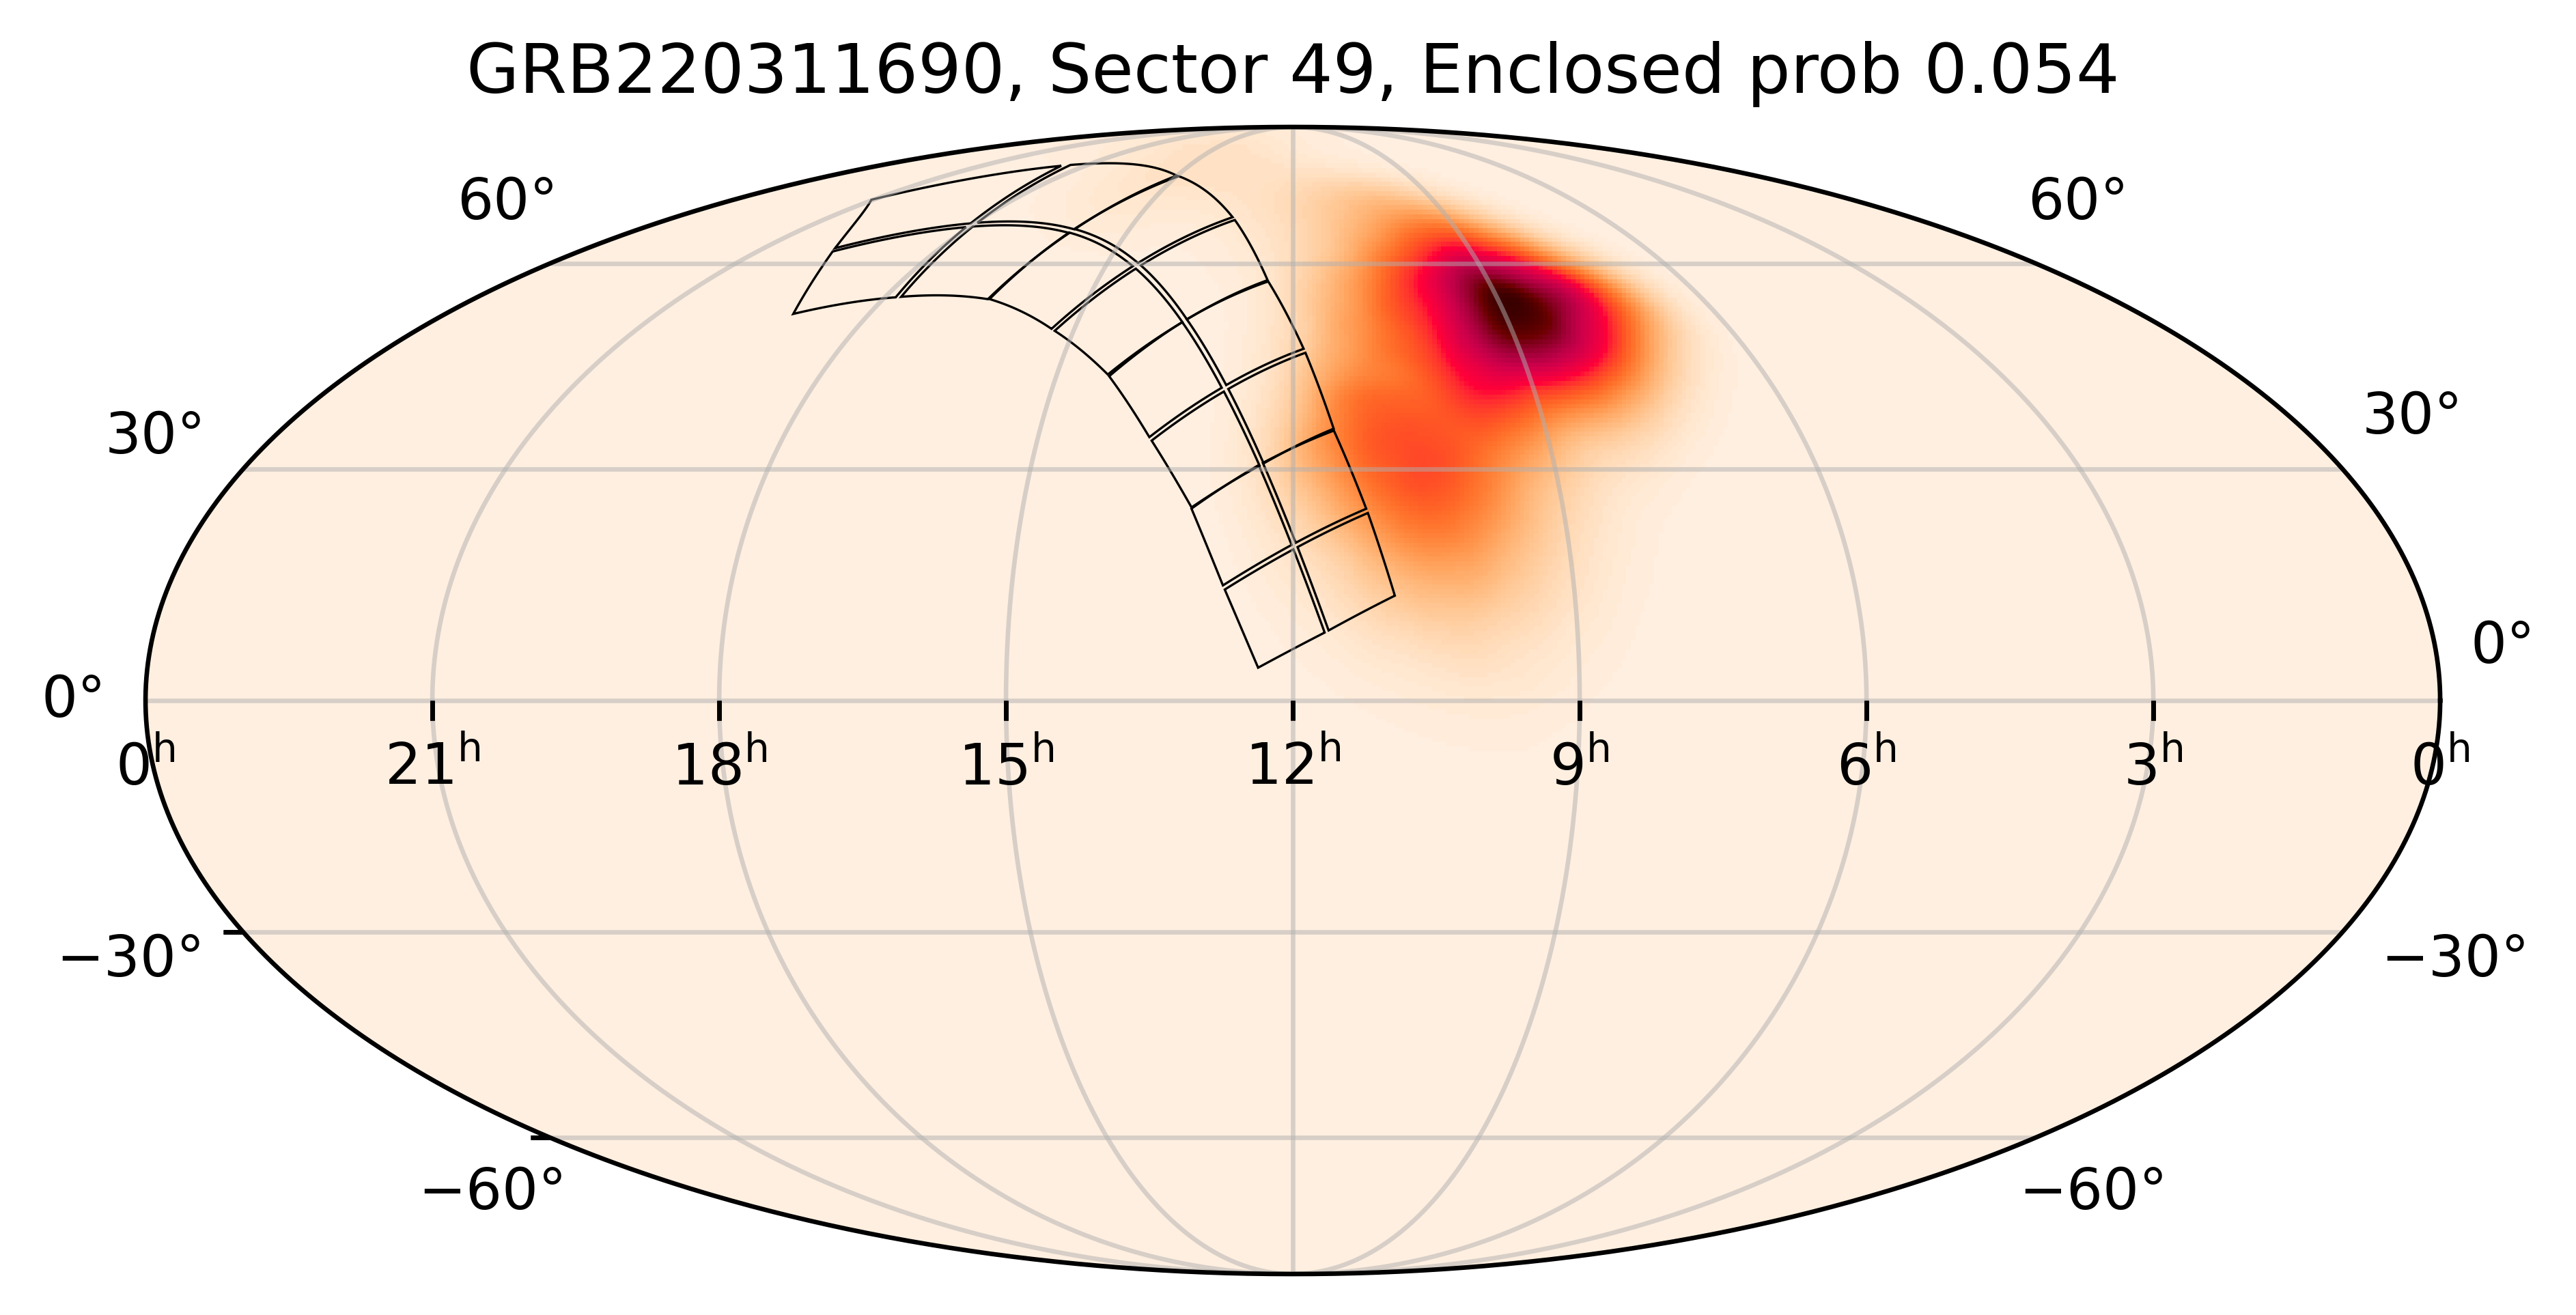 GRB220311690, Sector 49, Enclosed prob 0.054
60° 60°
30° 30°
0° 0°
0ʰ 21ʰ 18ʰ 15ʰ 12ʰ 9ʰ 6ʰ 3ʰ 0ʰ
−30° −30°
−60° −60°